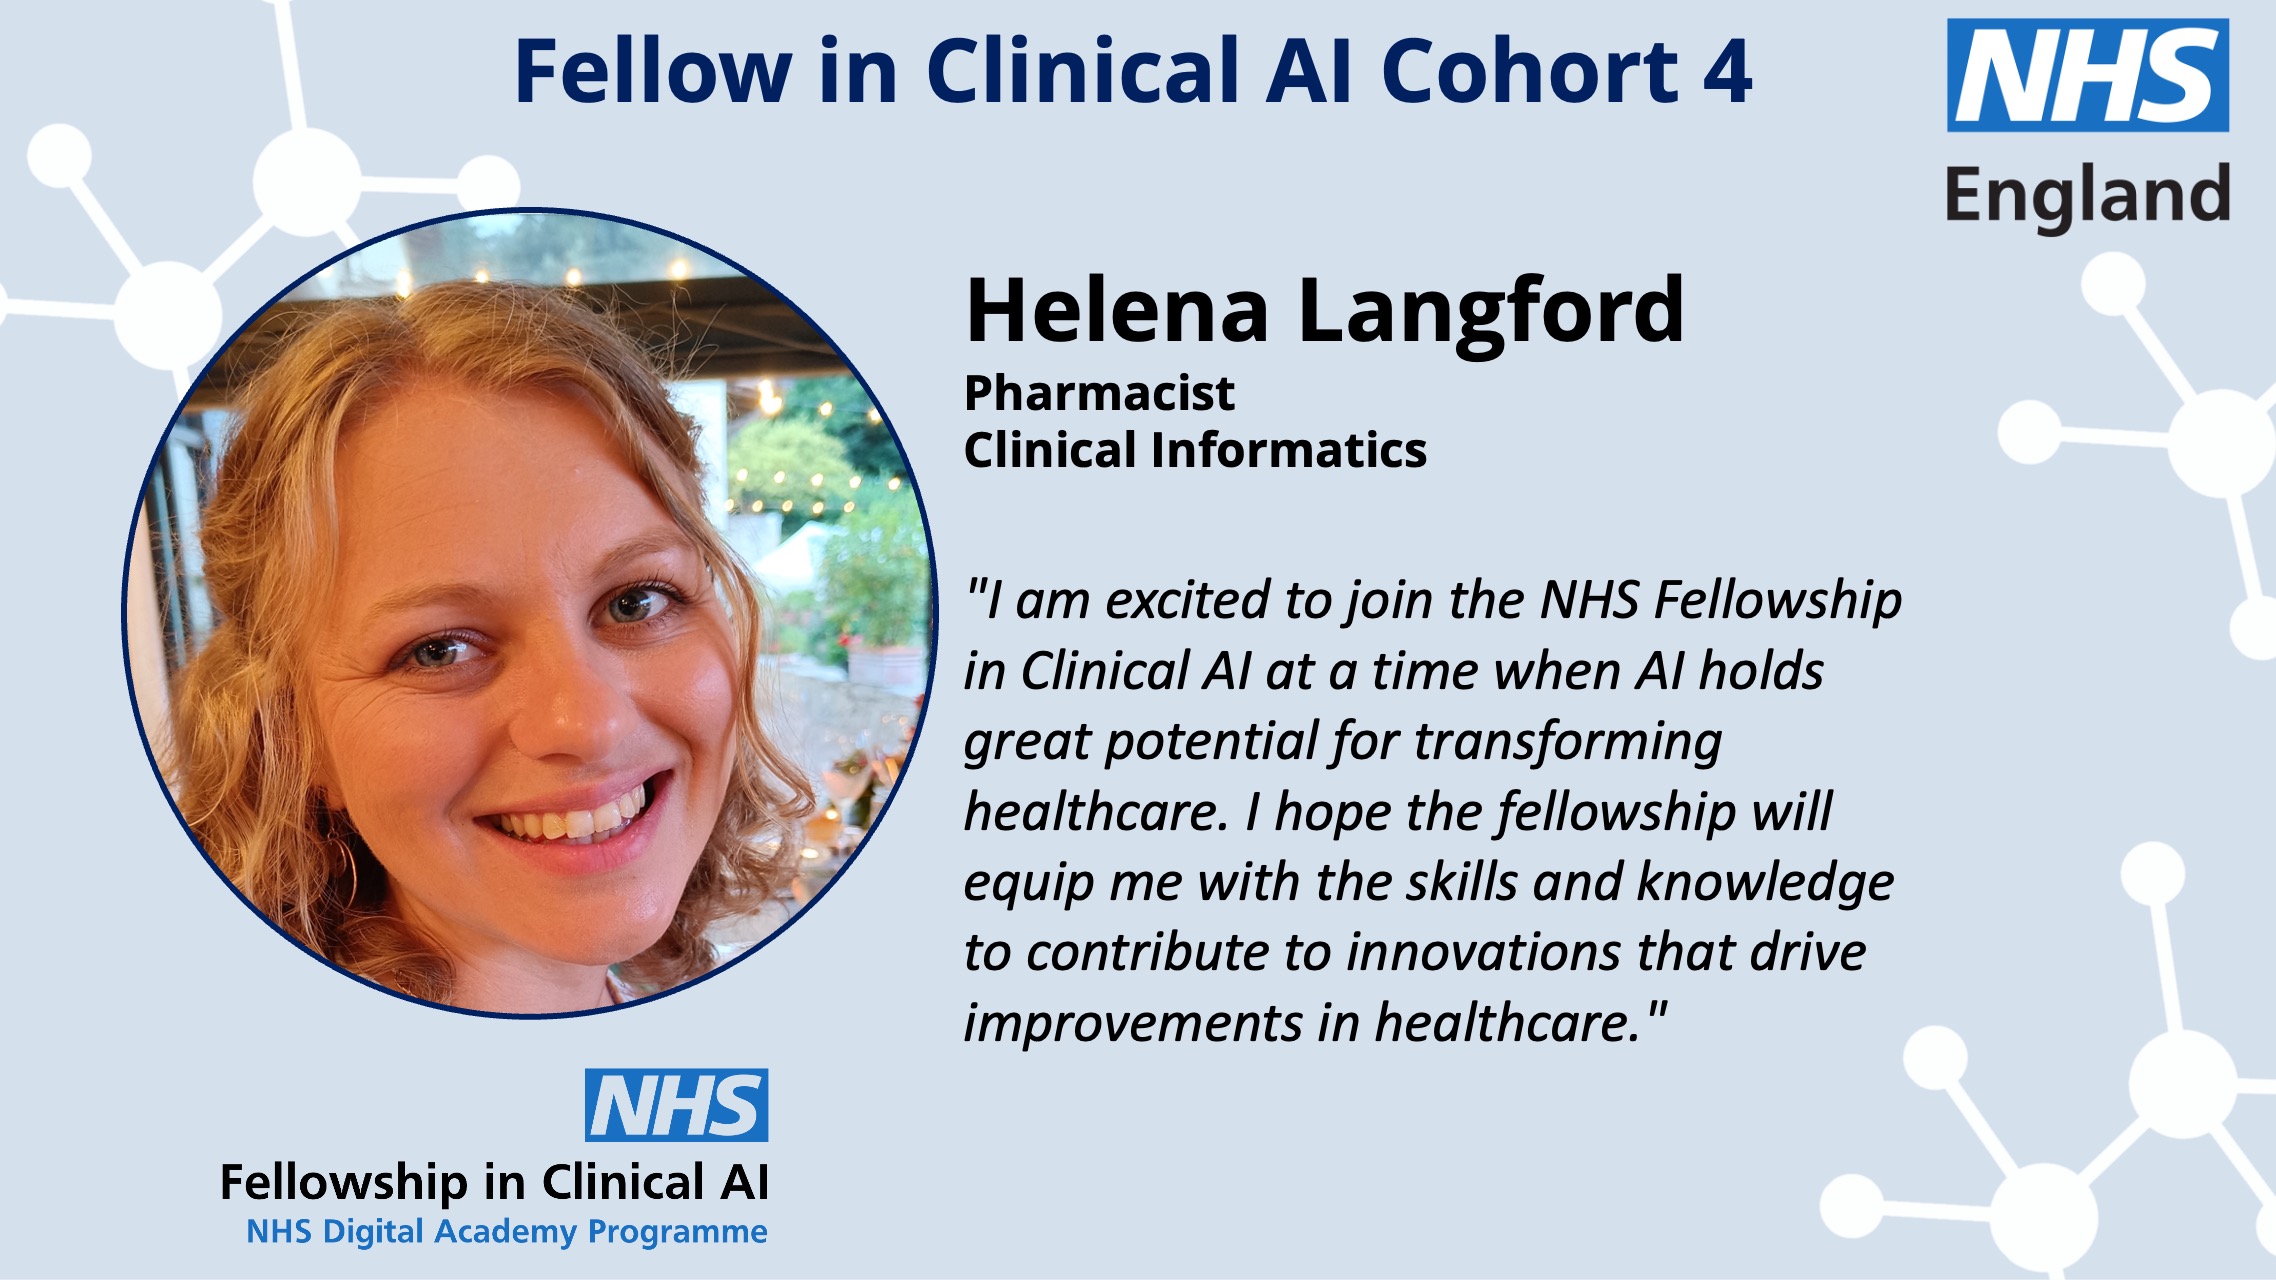 Fellow in Clinical AI Cohort 4
NHS
England
Helena Langford
Pharmacist
Clinical Informatics
"I am excited to join the NHS Fellowship
in Clinical AI at a time when AI holds
great potential for transforming
healthcare. I hope the fellowship will
equip me with the skills and knowledge
to contribute to innovations that drive
improvements in healthcare."
NHS
Fellowship in Clinical AI
NHS Digital Academy Programme